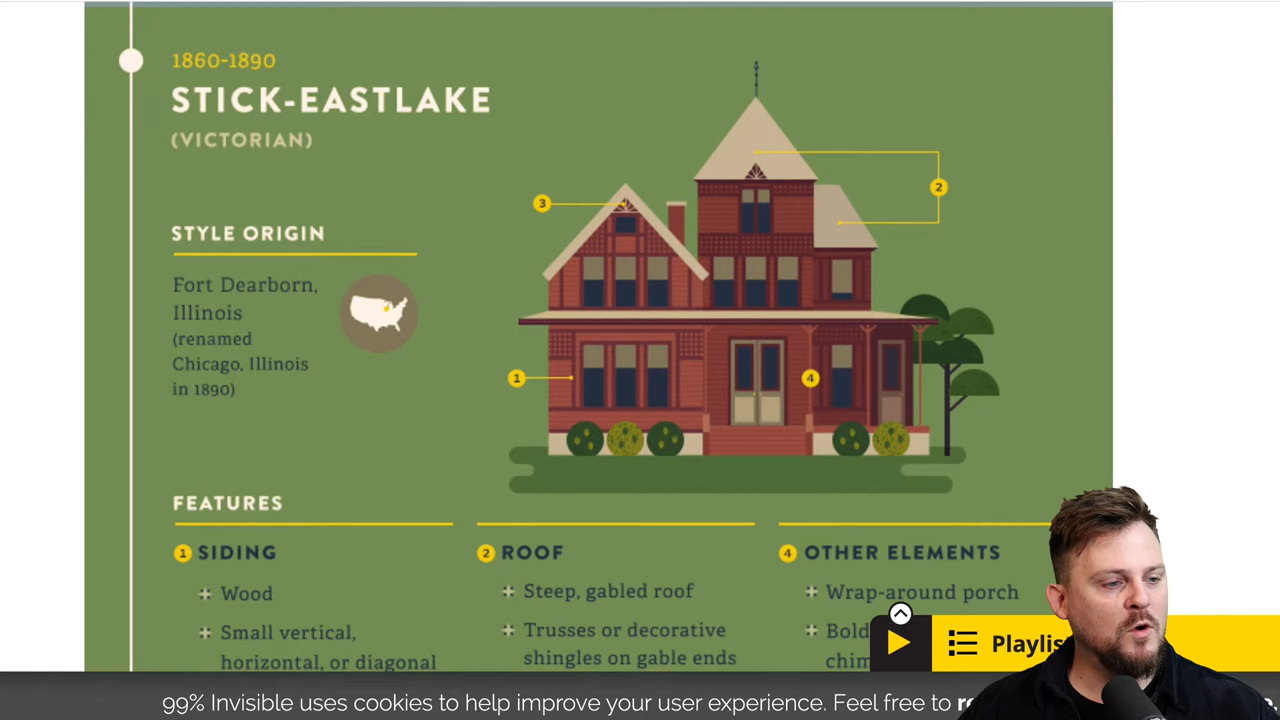 1860-1890
STICK-EASTLAKE
(VICTORIAN)
STYLE ORIGIN
Fort Dearborn,
Illinois
(renamed
Chicago, Illinois
in 1890)
3
2
1
4
FEATURES
1 SIDING
Wood
Small vertical,
horizontal, or diagonal
2 ROOF
Steep, gabled roof
Trusses or decorative
shingles on gable ends
4 OTHER ELEMENTS
Wrap-around porch
Bold
Playlist
99% Invisible uses cookies to help improve your user experience. Feel free to